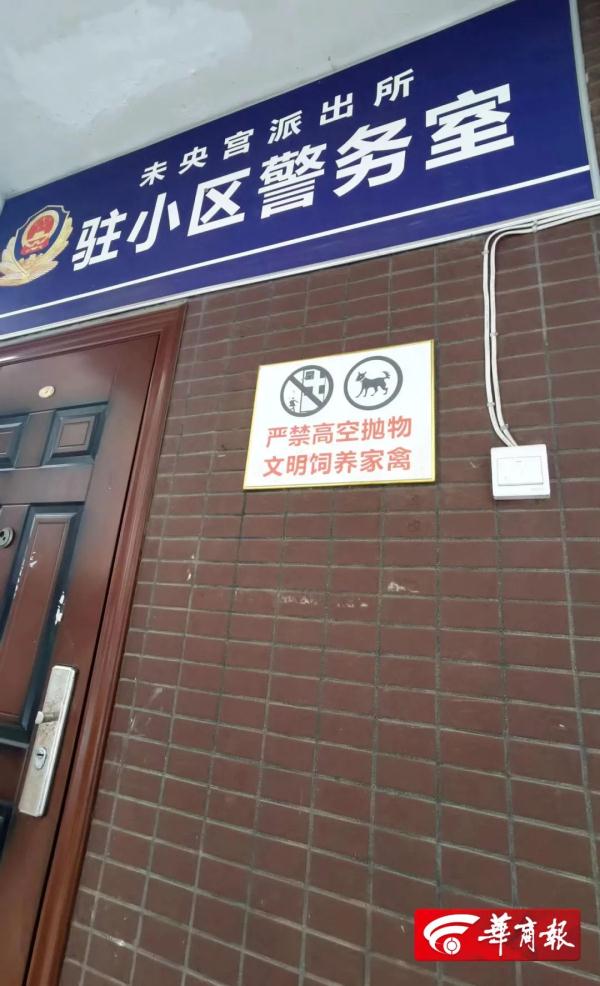 未央宫派出所
驻小区警务室
严禁高空抛物
文明饲养家禽
華商報